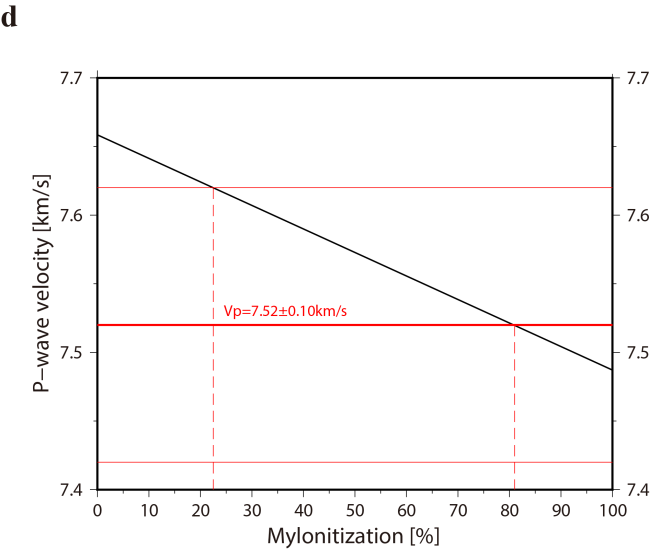 d
7.7 7.7
7.6 7.6
7.5 7.5
7.4 7.4
P−wave velocity [km/s]
Vp=7.52±0.10km/s
0 10 20 30 40 50 60 70 80 90 100
Mylonitization [%]